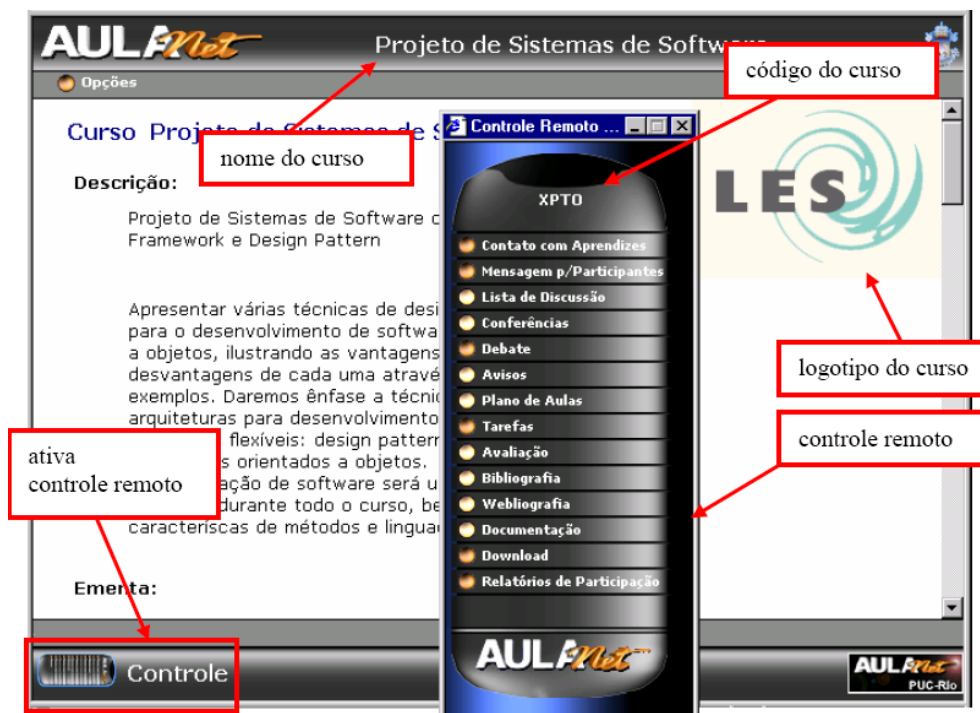 AULANet
Projeto de Sistemas de Software
código do curso
Opções
Controle Remoto ...
Curso Projeto de Sistemas de S
nome do curso
LES
Descrição:
XPTO
Projeto de Sistemas de Software c
Framework e Design Pattern
Contato com Aprendizes
Mensagem p/Participantes
Lista de Discussão
Conferências
Debate
Avisos
Plano de Aulas
Tarefas
Avaliação
Bibliografia
Webliografia
Documentação
Download
Relatórios de Participação
AULANet
Apresentar várias técnicas de desi
para o desenvolvimento de softwa
a objetos, ilustrando as vantagens
desvantagens de cada uma atravé
exemplos. Daremos ênfase a técni
arquiteturas para desenvolvimento
flexíveis: design pattern
s orientados a objetos.
ação de software será u
durante todo o curso, be
caracteríscas de métodos e lingua
logotipo do curso
controle remoto
ativa
controle remoto
Ementa:
Controle
AULANet
PUC-Rio